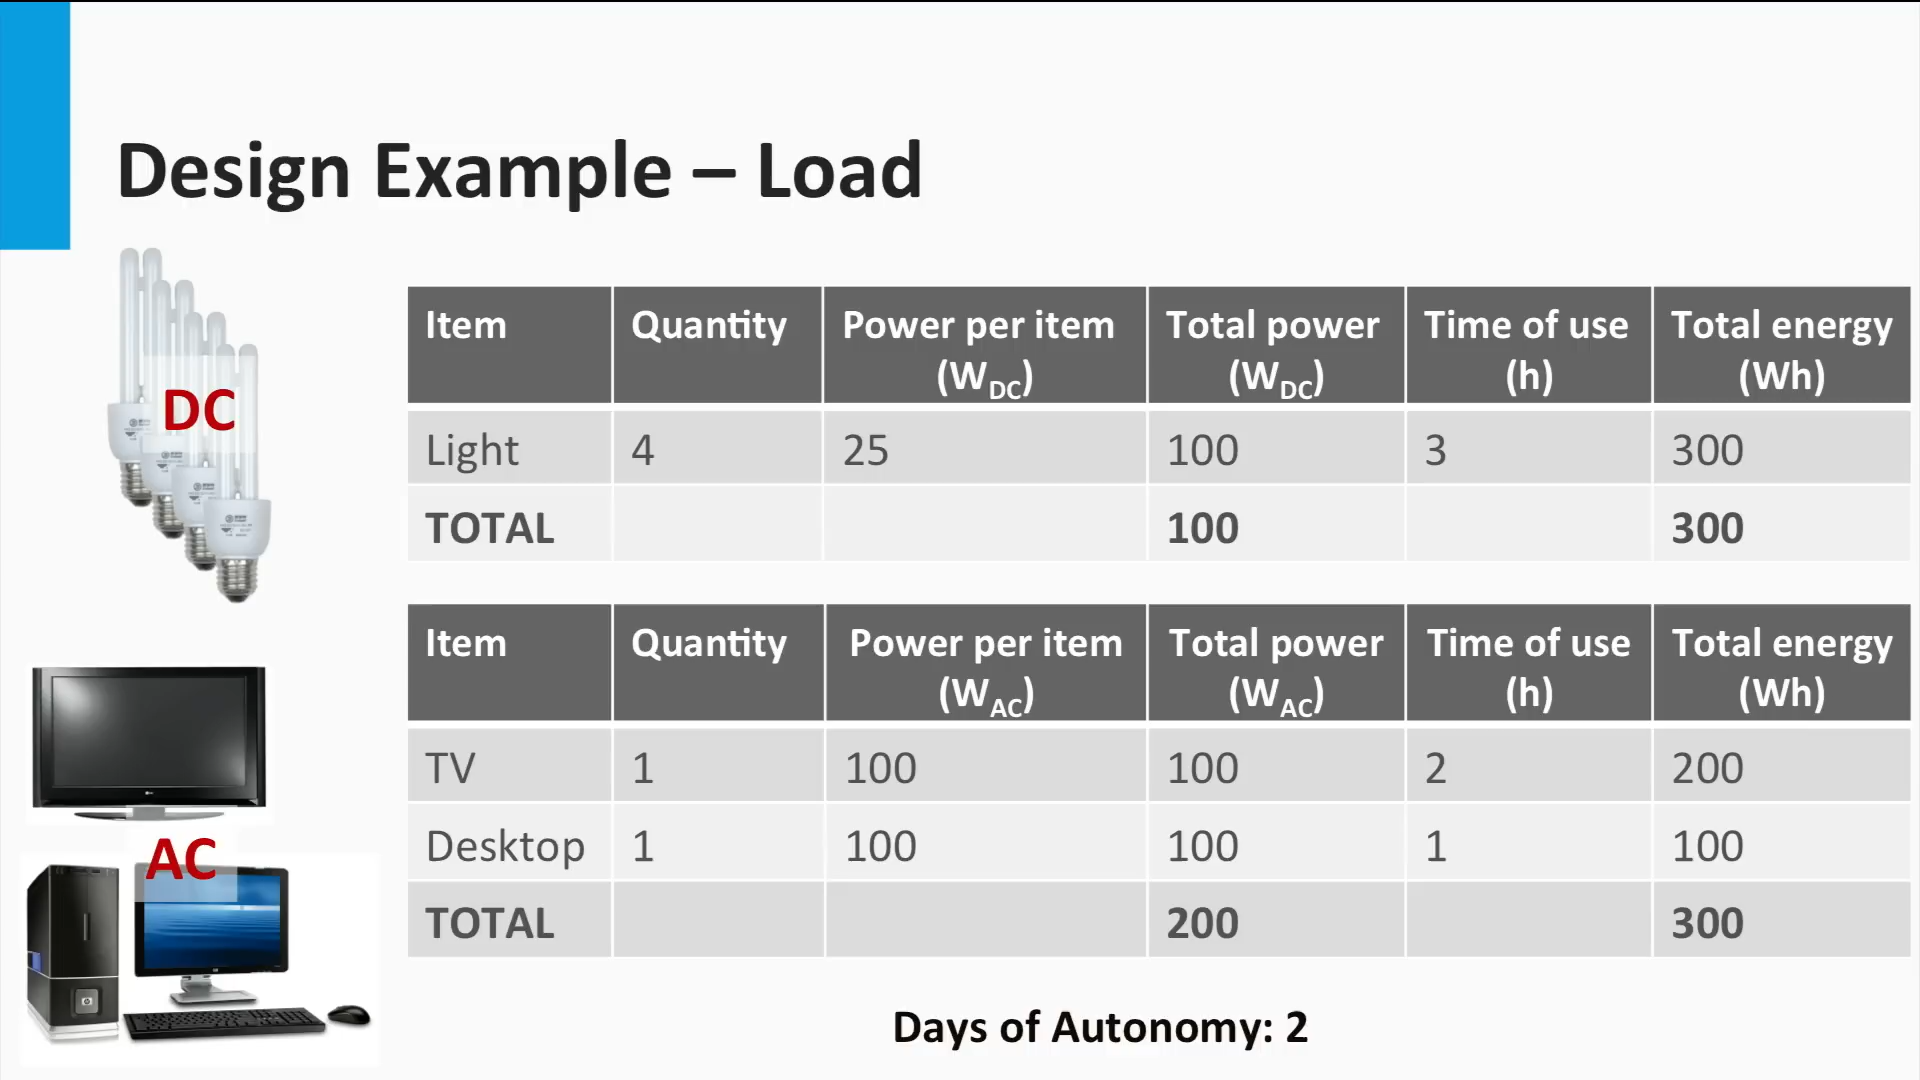 Design Example – Load
DC
Item Quantity Power per item (W_DC) Total power (W_DC) Time of use (h) Total energy (Wh)
Light 4 25 100 3 300
TOTAL 100 300
AC
Item Quantity Power per item (W_AC) Total power (W_AC) Time of use (h) Total energy (Wh)
TV 1 100 100 2 200
Desktop 1 100 100 1 100
TOTAL 200 300
Days of Autonomy: 2